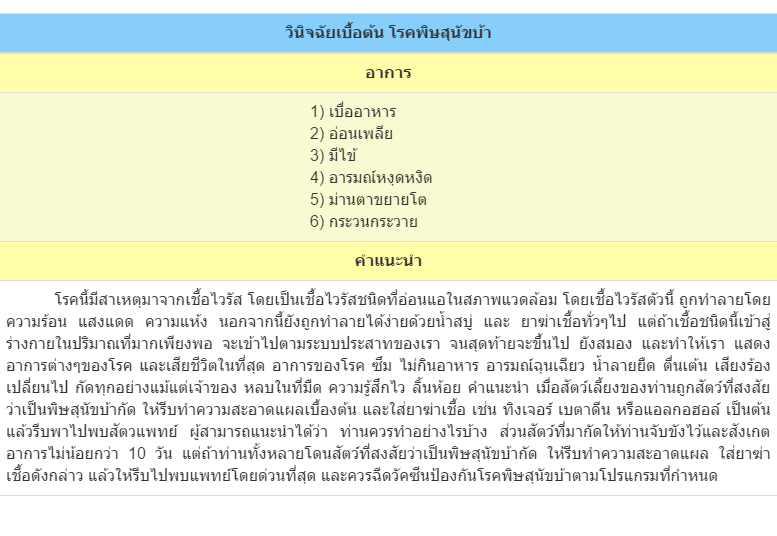 วินิจฉัยเบื้อต้น โรคพิษสุนัขบ้า
อาการ
1) เบื่ออาหาร
2) อ่อนเพลีย
3) มีไข้
4) อารมณ์หงุดหงิด
5) ม่านตาขยายโต
6) กระวนกระวาย
คำแนะนำ
โรคนี้มีสาเหตุมาจากเชื้อไวรัส โดยเป็นเชื้อไวรัสชนิดที่อ่อนแอในสภาพแวดล้อม โดยเชื้อไวรัสตัวนี้ ถูกทำลายโดย
ความร้อน แสงแดด ความแห้ง นอกจากนี้ยังถูกทำลายได้ง่ายด้วยน้ำสบู่ และ ยาฆ่าเชื้อทั่วๆไป แต่ถ้าเชื้อชนิดนี้เข้าสู่
ร่างกายในปริมาณที่มากเพียงพอ จะเข้าไปตามระบบประสาทของเรา จนสุดท้ายจะขึ้นไป ยังสมอง และทำให้เรา แสดง
อาการต่างๆของโรค และเสียชีวิตในที่สุด อาการของโรค ซึม ไม่กินอาหาร อารมณ์ฉุนเฉียว น้ำลายยืด ตื่นเต้น เสียงร้อง
เปลี่ยนไป กัดทุกอย่างแม้แต่เจ้าของ หลบในที่มืด ความรู้สึกไว ลิ้นห้อย คำแนะนำ เมื่อสัตว์เลี้ยงของท่านถูกสัตว์ที่สงสัย
ว่าเป็นพิษสุนัขบ้ากัด ให้รีบทำความสะอาดแผลเบื้องต้น และใส่ยาฆ่าเชื้อ เช่น ทิงเจอร์ เบตาดีน หรือแอลกอฮอล์ เป็นต้น
แล้วรีบพาไปพบสัตวแพทย์ ผู้สามารถแนะนำได้ว่า ท่านควรทำอย่างไรบ้าง ส่วนสัตว์ที่มากัดให้ท่านจับขังไว้และสังเกต
อาการไม่น้อยกว่า 10 วัน แต่ถ้าท่านทั้งหลายโดนสัตว์ที่สงสัยว่าเป็นพิษสุนัขบ้ากัด ให้รีบทำความสะอาดแผล ใส่ยาฆ่า
เชื้อดังกล่าว แล้วให้รีบไปพบแพทย์โดยด่วนที่สุด และควรฉีดวัคซีนป้องกันโรคพิษสุนัขบ้าตามโปรแกรมที่กำหนด